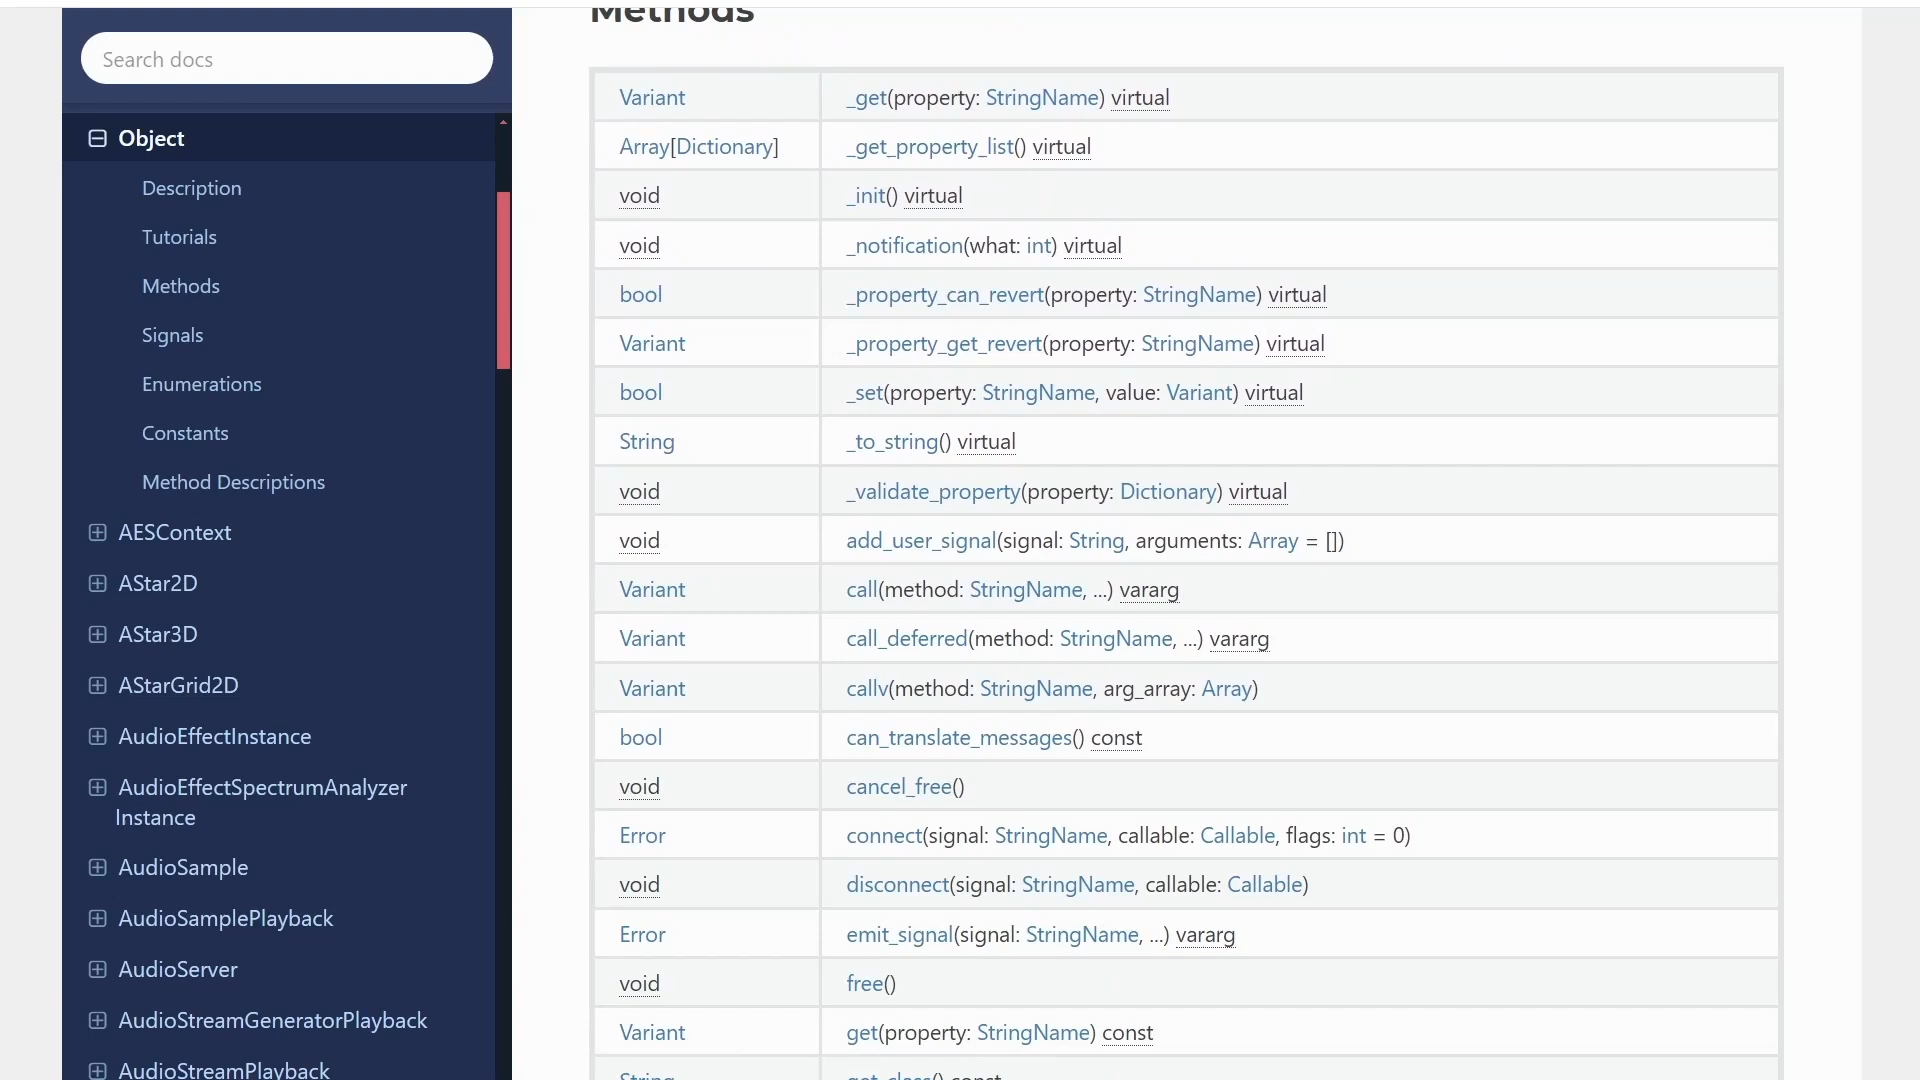 Methods
Search docs
Object
Description
Tutorials
Methods
Signals
Enumerations
Constants
Method Descriptions
AESContext
AStar2D
AStar3D
AStarGrid2D
AudioEffectInstance
AudioEffectSpectrumAnalyzer
Instance
AudioSample
AudioSamplePlayback
AudioServer
AudioStreamGeneratorPlayback
AudioStreamPlayback
Variant _get(property: StringName) virtual
Array[Dictionary] _get_property_list() virtual
void _init() virtual
void _notification(what: int) virtual
bool _property_can_revert(property: StringName) virtual
Variant _property_get_revert(property: StringName) virtual
bool _set(property: StringName, value: Variant) virtual
String _to_string() virtual
void _validate_property(property: Dictionary) virtual
void add_user_signal(signal: String, arguments: Array = [])
Variant call(method: StringName, ...) vararg
Variant call_deferred(method: StringName, ...) vararg
Variant callv(method: StringName, arg_array: Array)
bool can_translate_messages() const
void cancel_free()
Error connect(signal: StringName, callable: Callable, flags: int = 0)
void disconnect(signal: StringName, callable: Callable)
Error emit_signal(signal: StringName, ...) vararg
void free()
Variant get(property: StringName) const
String get_class() const